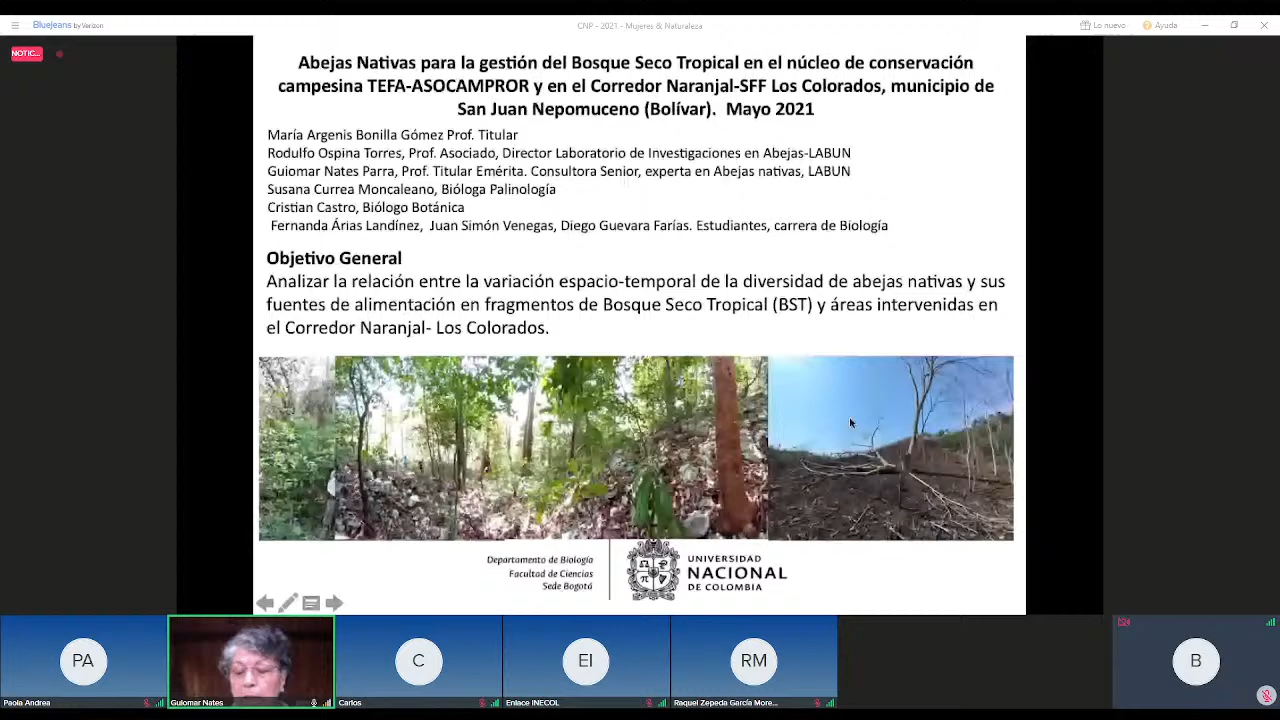 Bluejeans by Verizon
CNP - 2021 - Mujeres & Naturaleza
Lo nuevo
Ayuda
NOTIC...
Abejas Nativas para la gestión del Bosque Seco Tropical en el núcleo de conservación
campesina TEFA-ASOCAMPROR y en el Corredor Naranjal-SFF Los Colorados, municipio de
San Juan Nepomuceno (Bolívar). Mayo 2021
María Argenis Bonilla Gómez Prof. Titular
Rodulfo Ospina Torres, Prof. Asociado, Director Laboratorio de Investigaciones en Abejas-LABUN
Guiomar Nates Parra, Prof. Titular Emérita. Consultora Senior, experta en Abejas nativas, LABUN
Susana Currea Moncaleano, Bióloga Palinología
Cristian Castro, Biólogo Botánica
Fernanda Árias Landínez, Juan Simón Venegas, Diego Guevara Farías. Estudiantes, carrera de Biología
Objetivo General
Analizar la relación entre la variación espacio-temporal de la diversidad de abejas nativas y sus
fuentes de alimentación en fragmentos de Bosque Seco Tropical (BST) y áreas intervenidas en
el Corredor Naranjal- Los Colorados.
Departamento de Biología
Facultad de Ciencias
Sede Bogotá
UNIVERSIDAD
NACIONAL
DE COLOMBIA
PA
C
EI
RM
B
Paola Andrea
Guiomar Nates
Carlos
Enlace INECOL
Raquel Zepeda García More...